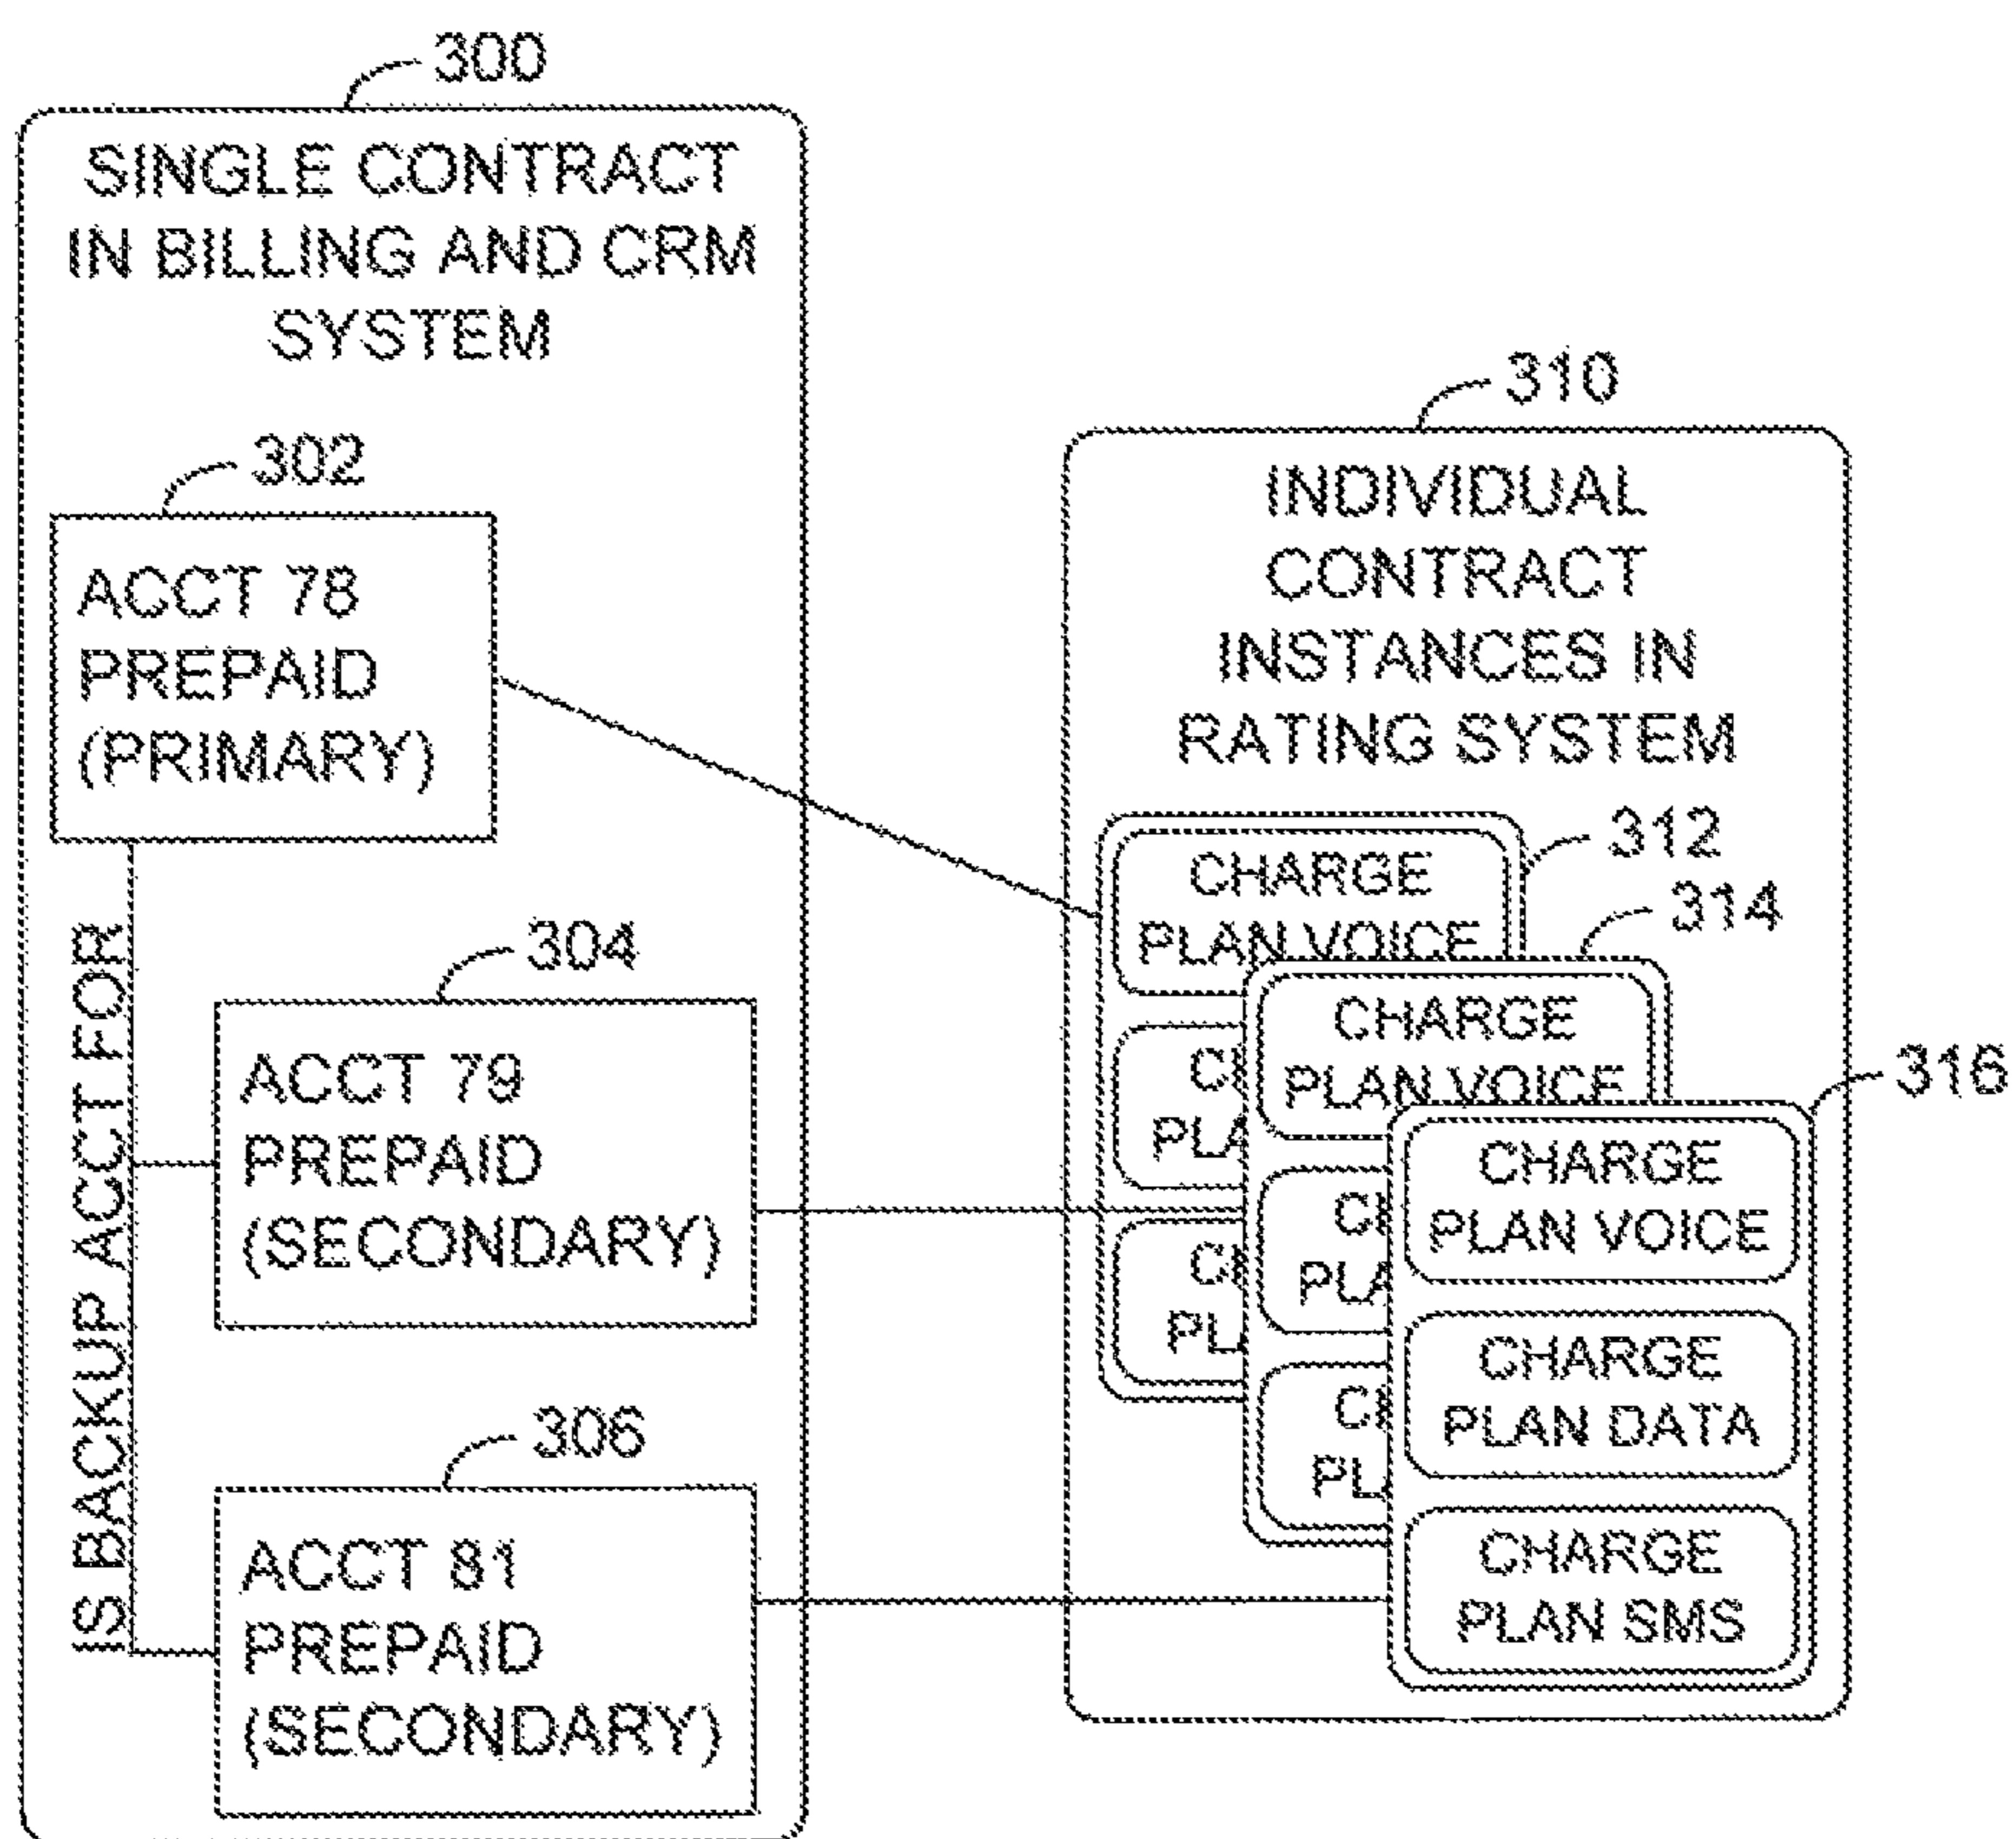 300
SINGLE CONTRACT
IN BILLING AND CRM
SYSTEM
302
ACCT 78
PREPAID
(PRIMARY)
IS BACKUP ACCT FOR
304
ACCT 79
PREPAID
(SECONDARY)
306
ACCT 81
PREPAID
(SECONDARY)
310
INDIVIDUAL
CONTRACT
INSTANCES IN
RATING SYSTEM
312
CHARGE
PLAN VOICE
314
CHARGE
PLAN VOICE
316
CHARGE
PLAN VOICE
CHARGE
PLAN DATA
CHARGE
PLAN SMS